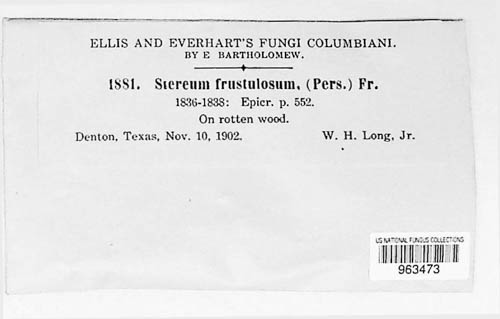 ELLIS AND EVERHART'S FUNGI COLUMBIANI.
BY E BARTHOLOMEW.
1881. Stereum frustulosum, (Pers.) Fr.
1836-1838: Epicr. p. 552.
On rotten wood.
Denton, Texas, Nov. 10, 1902. W. H. Long, Jr.
US NATIONAL FUNGUS COLLECTIONS
963473